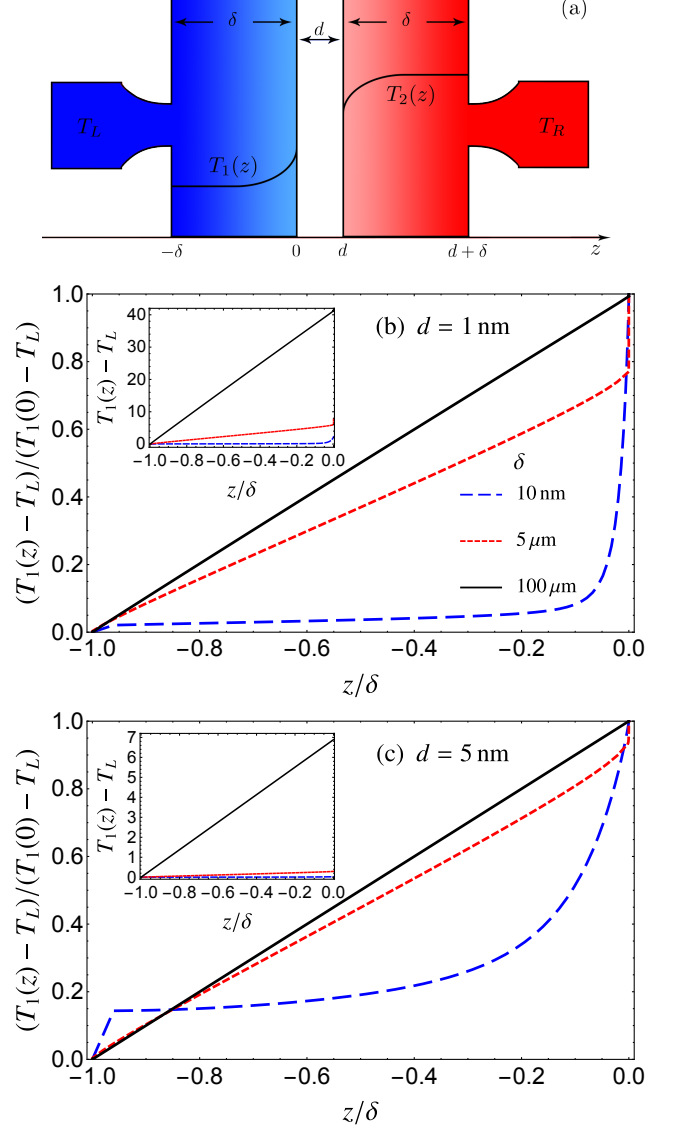 (a)
δ d δ
T_L T_1(z) T_2(z) T_R
−δ 0 d d + δ z
(b) d = 1 nm
(T_1(z) − T_L)/(T_1(0) − T_L)
1.0
0.8
0.6
0.4
0.2
0.0
−1.0 −0.8 −0.6 −0.4 −0.2 0.0
z/δ
T_1(z) − T_L
40
30
20
10
0
−1.0 −0.8 −0.6 −0.4 −0.2 0.0
z/δ
δ
10 nm
5 μm
100 μm
(c) d = 5 nm
(T_1(z) − T_L)/(T_1(0) − T_L)
1.0
0.8
0.6
0.4
0.2
0.0
−1.0 −0.8 −0.6 −0.4 −0.2 0.0
z/δ
T_1(z) − T_L
7
6
5
4
3
2
1
0
−1.0 −0.8 −0.6 −0.4 −0.2 0.0
z/δ